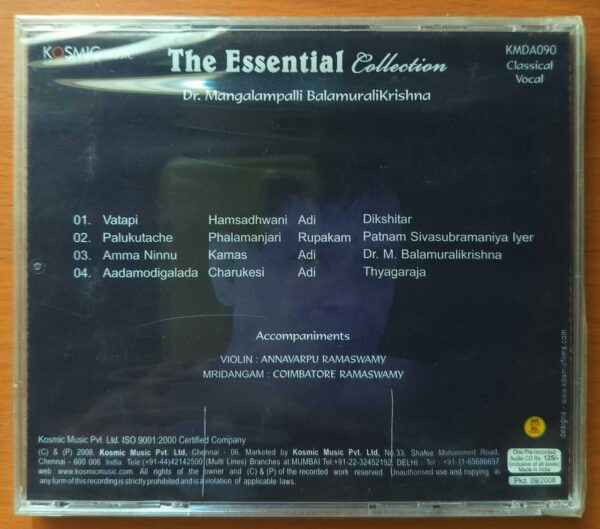 KOSMIC music
The Essential Collection
KMDA090
Classical
Vocal
Dr. Mangalampalli BalamuraliKrishna
01. Vatapi Hamsadhwani Adi Dikshitar
02. Palukutache Phalamanjari Rupakam Patnam Sivasubramaniya Iyer
03. Amma Ninnu Kamas Adi Dr. M. Balamuralikrishna
04. Aadamodigalada Charukesi Adi Thyagaraja
Accompaniments
VIOLIN : ANNAVARPU RAMASWAMY
MRIDANGAM : COIMBATORE RAMASWAMY
designs - www.kosmicfilms.com
Kosmic Music Pvt. Ltd. ISO 9001:2000 Certified Company
(C) & (P) 2008. Kosmic Music Pvt. Ltd, Chennai - 06. Marketed by Kosmic Music Pvt. Ltd, No.33, Shafee Mohammed Road,
Chennai - 600 006. India. Tele:(+91-44)42142500 (Multi Lines) Branches at:MUMBAI:Tel:+91-22-32452192, DELHI : Tel. : +91-11-65686697
web : www.kosmicmusic.com. All rights of the owner and (C) & (P) of the recorded work reserved. Unauthorised use and copying in
any form of this recording is strictly prohibited and is a violation of applicable laws.
One Pre-recorded
Audio CD Rs. 125/-
(Inclusive of all taxes)
Made in India
Pkd. 09/2008